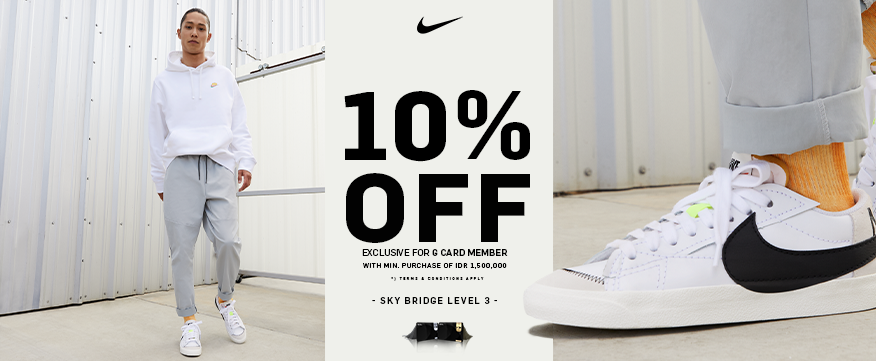 10%
OFF
EXCLUSIVE FOR G CARD MEMBER
WITH MIN. PURCHASE OF IDR 1,500,000
*) TERMS & CONDITIONS APPLY
- SKY BRIDGE LEVEL 3 -